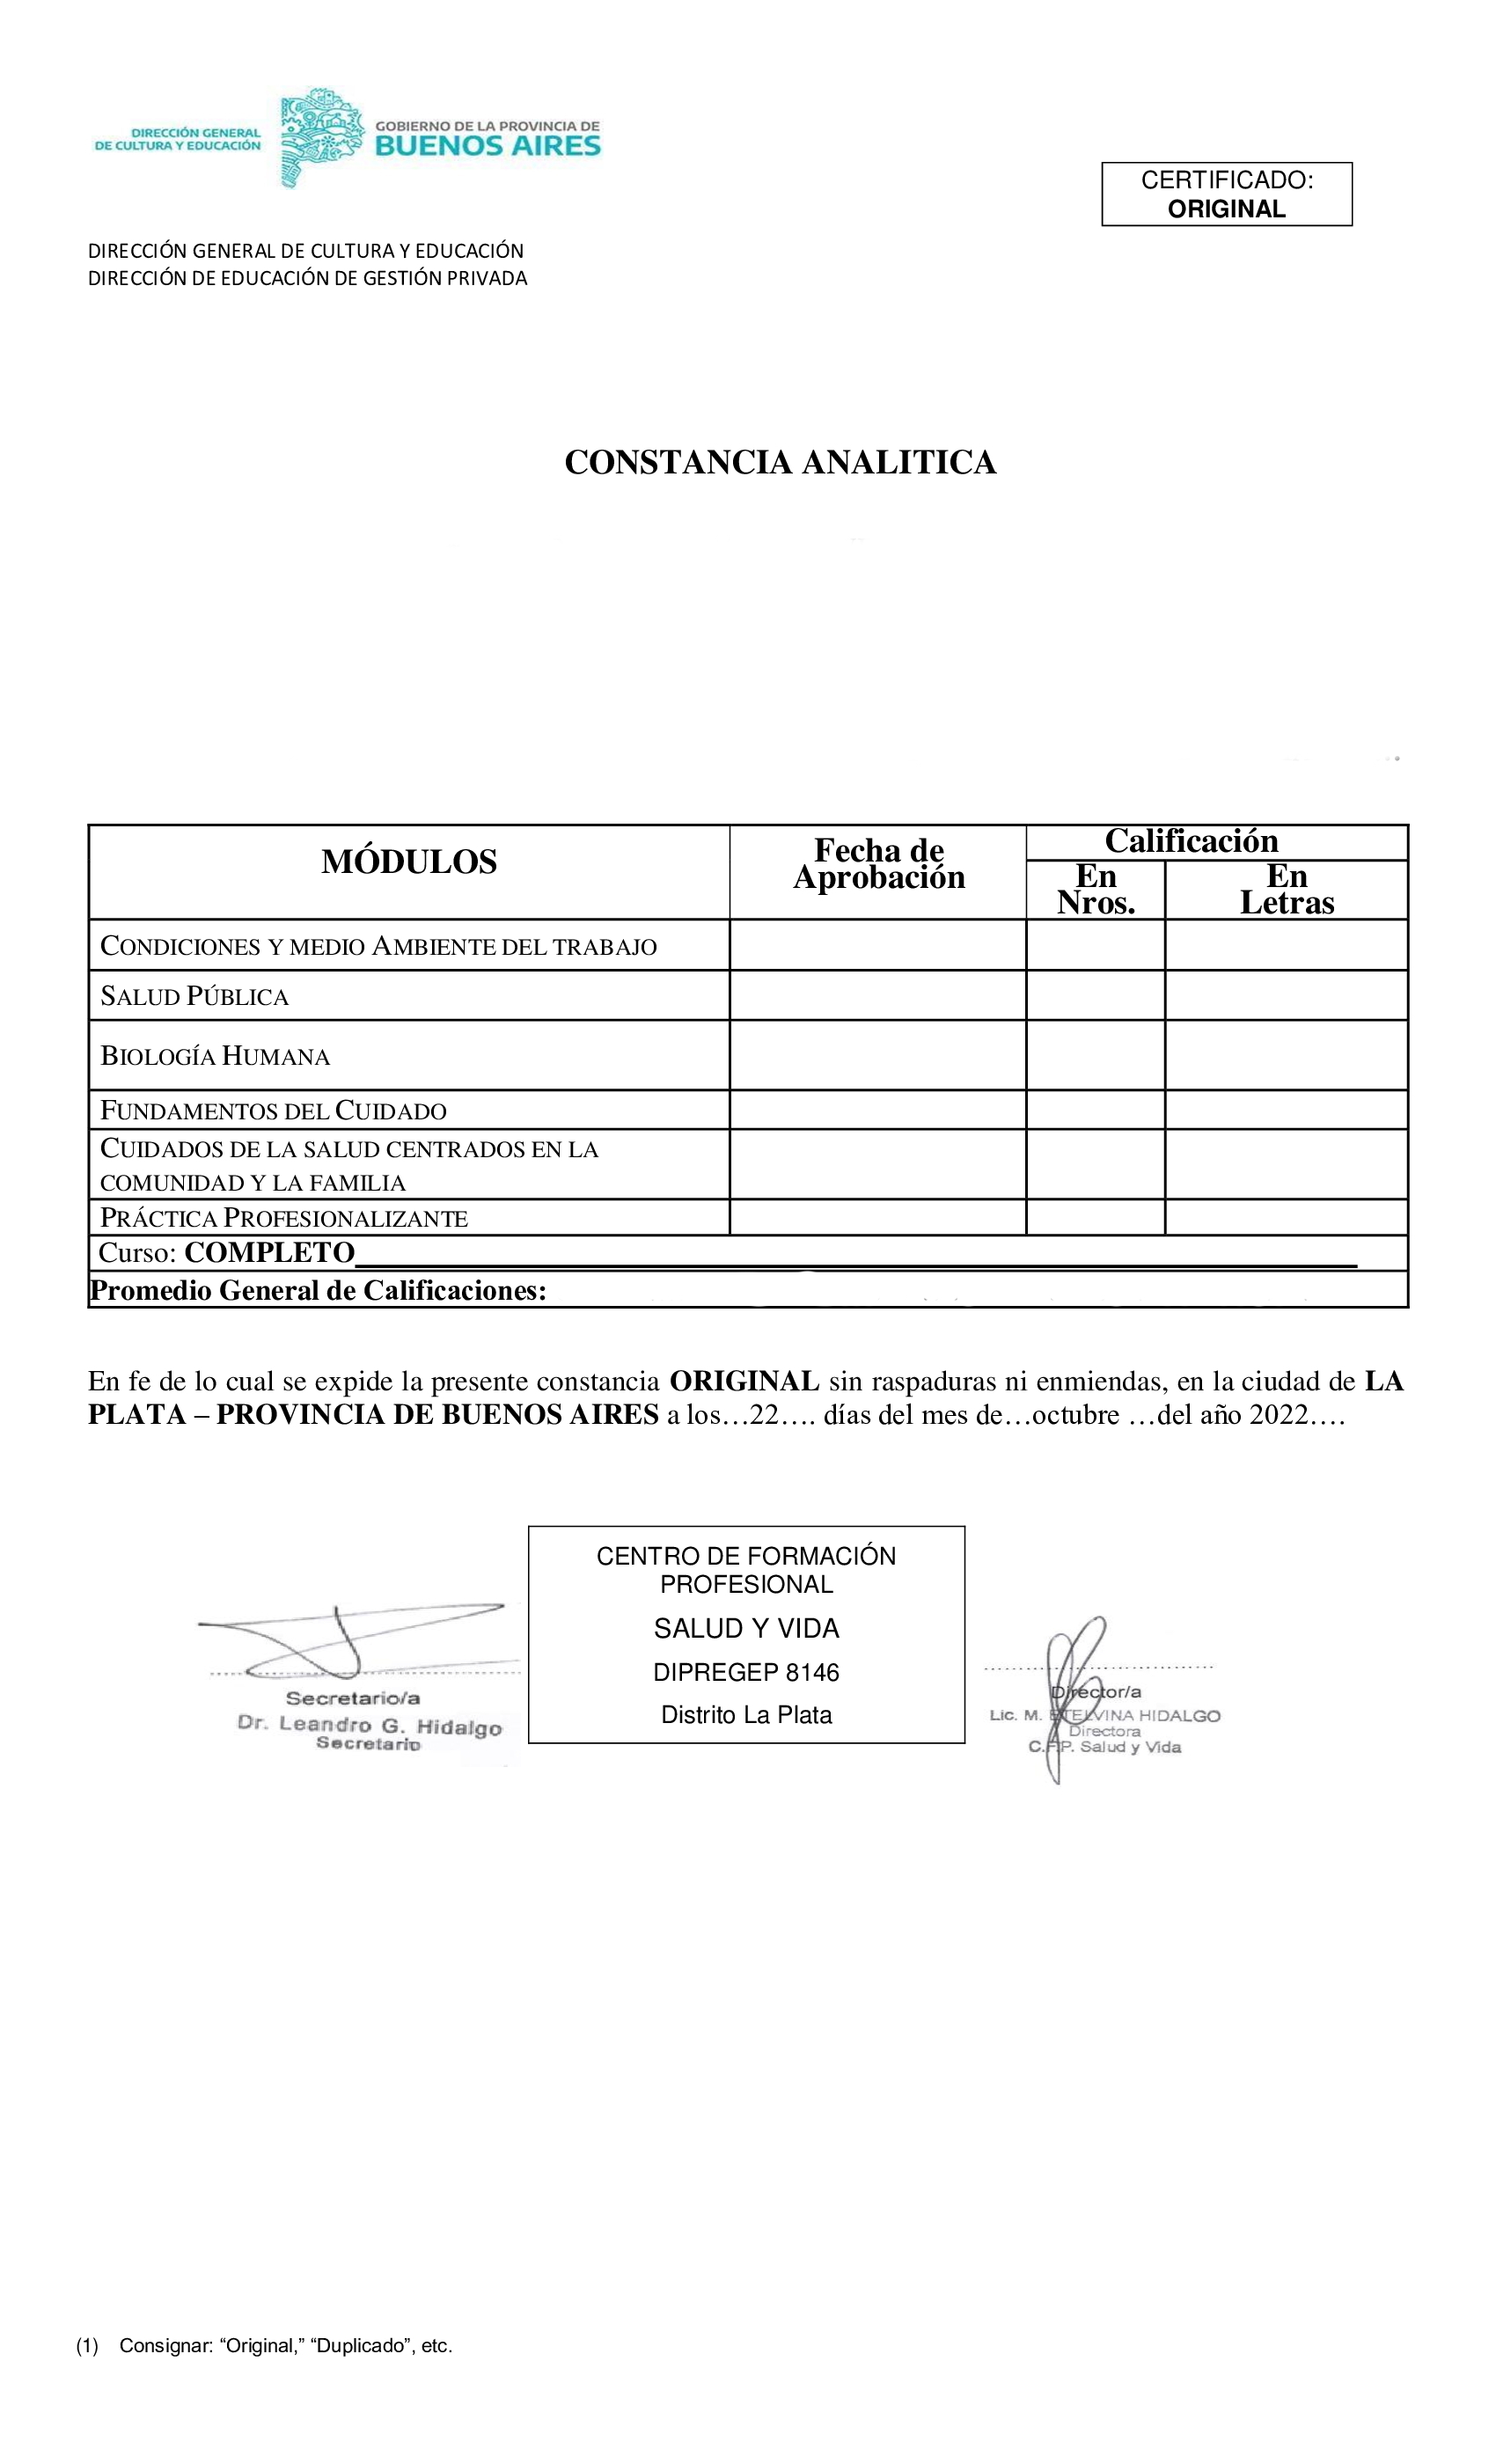 DIRECCIÓN GENERAL
DE CULTURA Y EDUCACIÓN
GOBIERNO DE LA PROVINCIA DE
BUENOS AIRES
CERTIFICADO:
ORIGINAL
DIRECCIÓN GENERAL DE CULTURA Y EDUCACIÓN
DIRECCIÓN DE EDUCACIÓN DE GESTIÓN PRIVADA
CONSTANCIA ANALITICA
MÓDULOS
Fecha de
Aprobación
Calificación
En
Nros.
En
Letras
CONDICIONES Y MEDIO AMBIENTE DEL TRABAJO
SALUD PÚBLICA
BIOLOGÍA HUMANA
FUNDAMENTOS DEL CUIDADO
CUIDADOS DE LA SALUD CENTRADOS EN LA
COMUNIDAD Y LA FAMILIA
PRÁCTICA PROFESIONALIZANTE
Curso: COMPLETO
Promedio General de Calificaciones:
En fe de lo cual se expide la presente constancia ORIGINAL sin raspaduras ni enmiendas, en la ciudad de LA
PLATA – PROVINCIA DE BUENOS AIRES a los…22…. días del mes de…octubre …del año 2022….
CENTRO DE FORMACIÓN
PROFESIONAL
SALUD Y VIDA
DIPREGEP 8146
Distrito La Plata
Secretario/a
Dr. Leandro G. Hidalgo
Secretario
Director/a
Lic. M. ETELVINA HIDALGO
Directora
C.F.P. Salud y Vida
(1) Consignar: “Original,” “Duplicado”, etc.